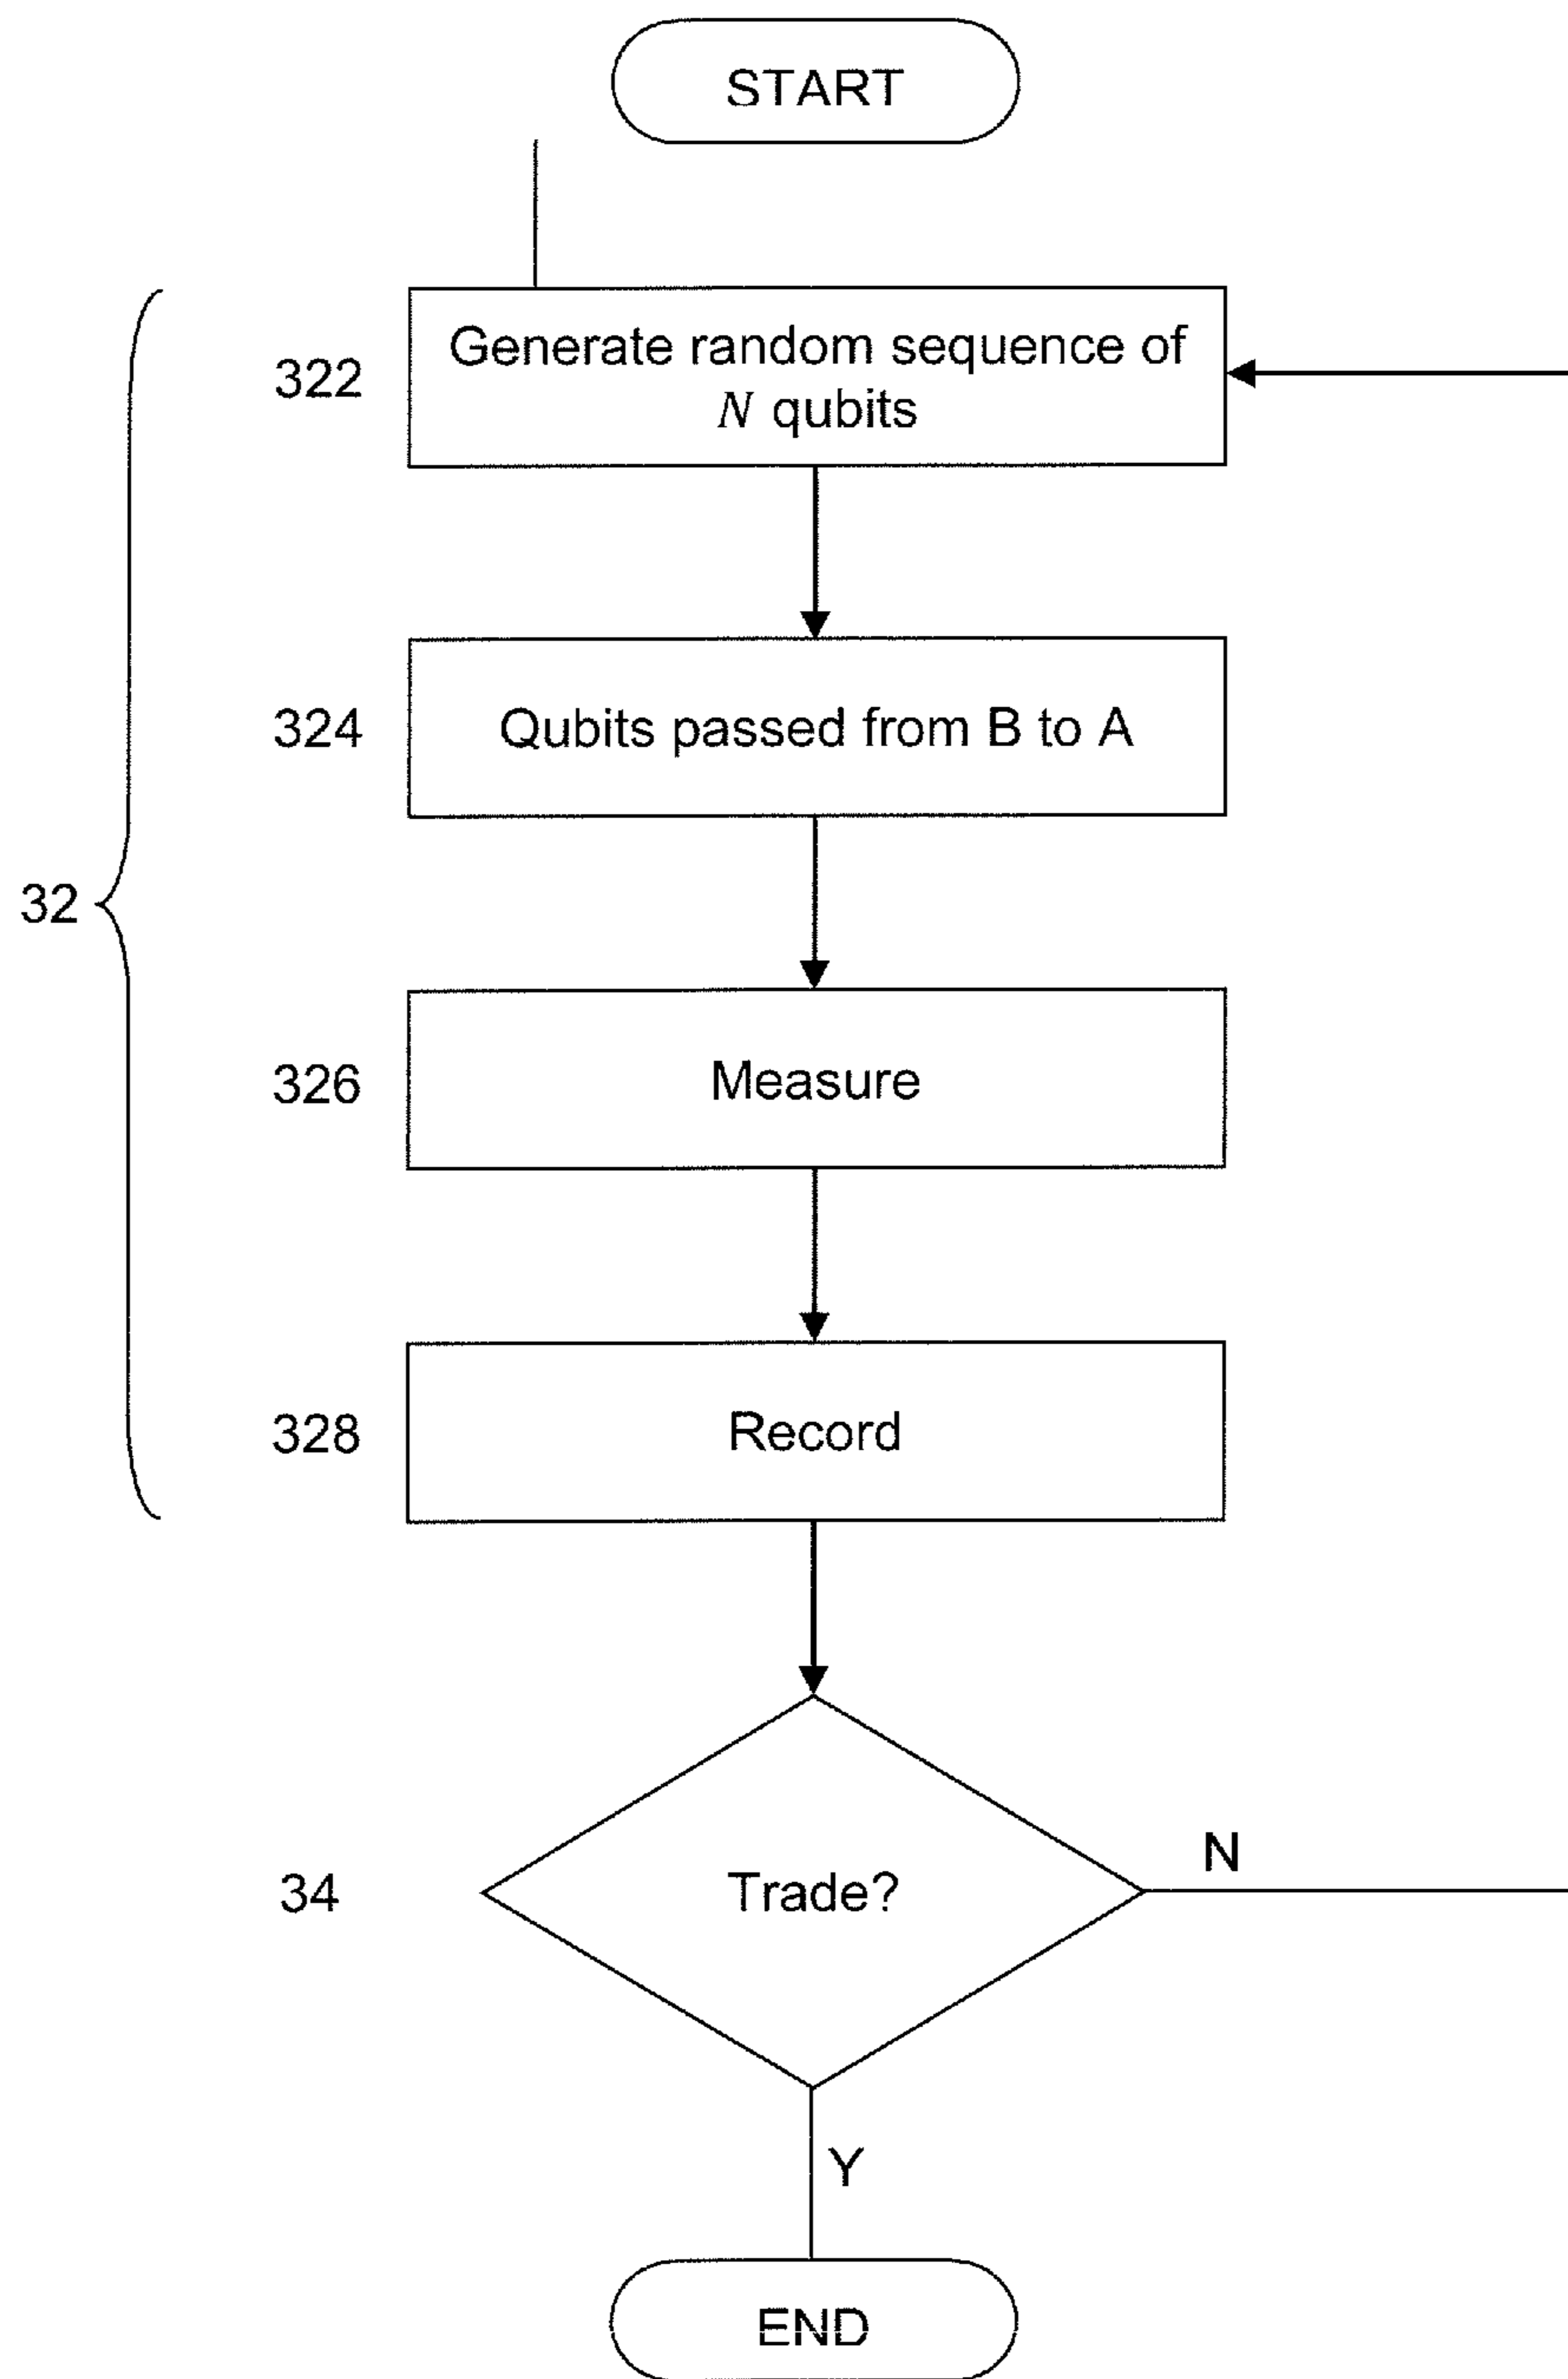 START
322
Generate random sequence of
N qubits
324
Qubits passed from B to A
32
326
Measure
328
Record
34
Trade?
N
Y
END